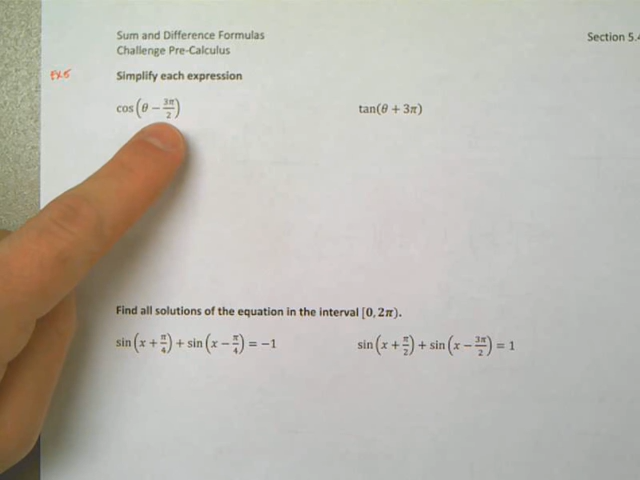 Sum and Difference Formulas
Section 5.4
Challenge Pre-Calculus
EX6
Simplify each expression
cos(θ − 3π/2)
tan(θ + 3π)
Find all solutions of the equation in the interval [0, 2π).
sin(x + π/4) + sin(x − π/4) = −1
sin(x + π/2) + sin(x − 3π/2) = 1